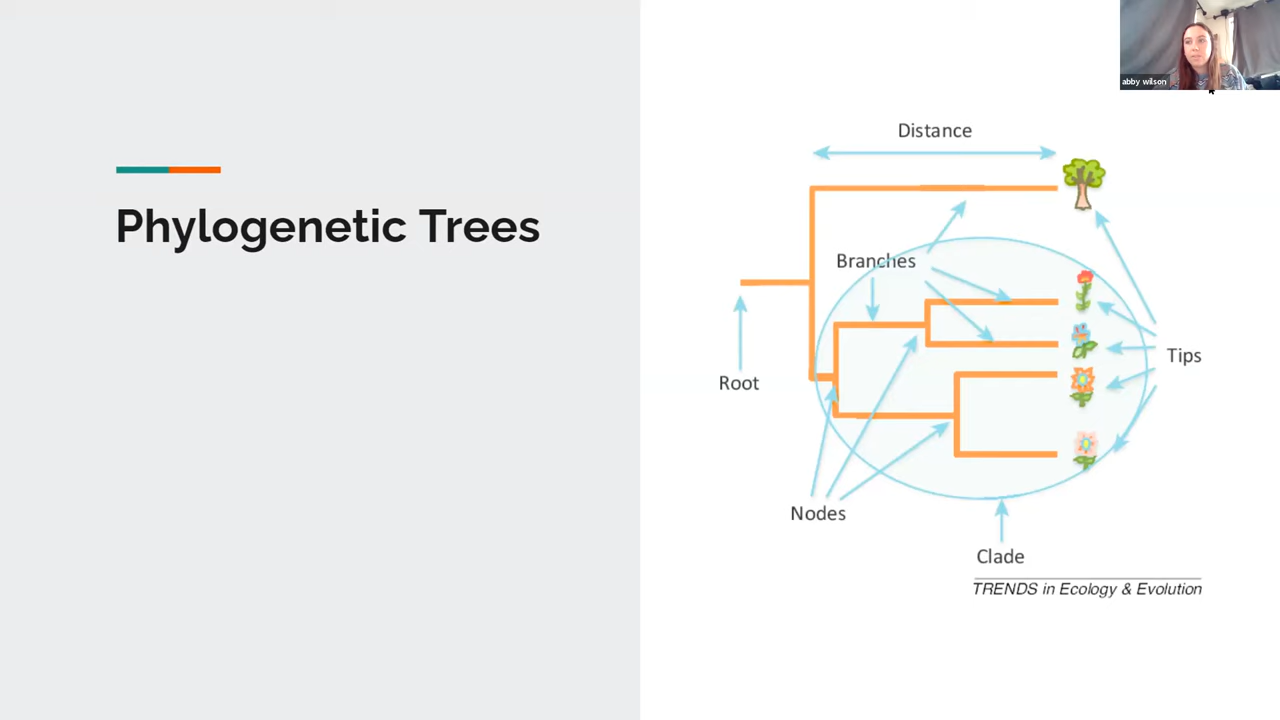 abby wilson
Phylogenetic Trees
Distance
Branches
Tips
Root
Nodes
Clade
TRENDS in Ecology & Evolution